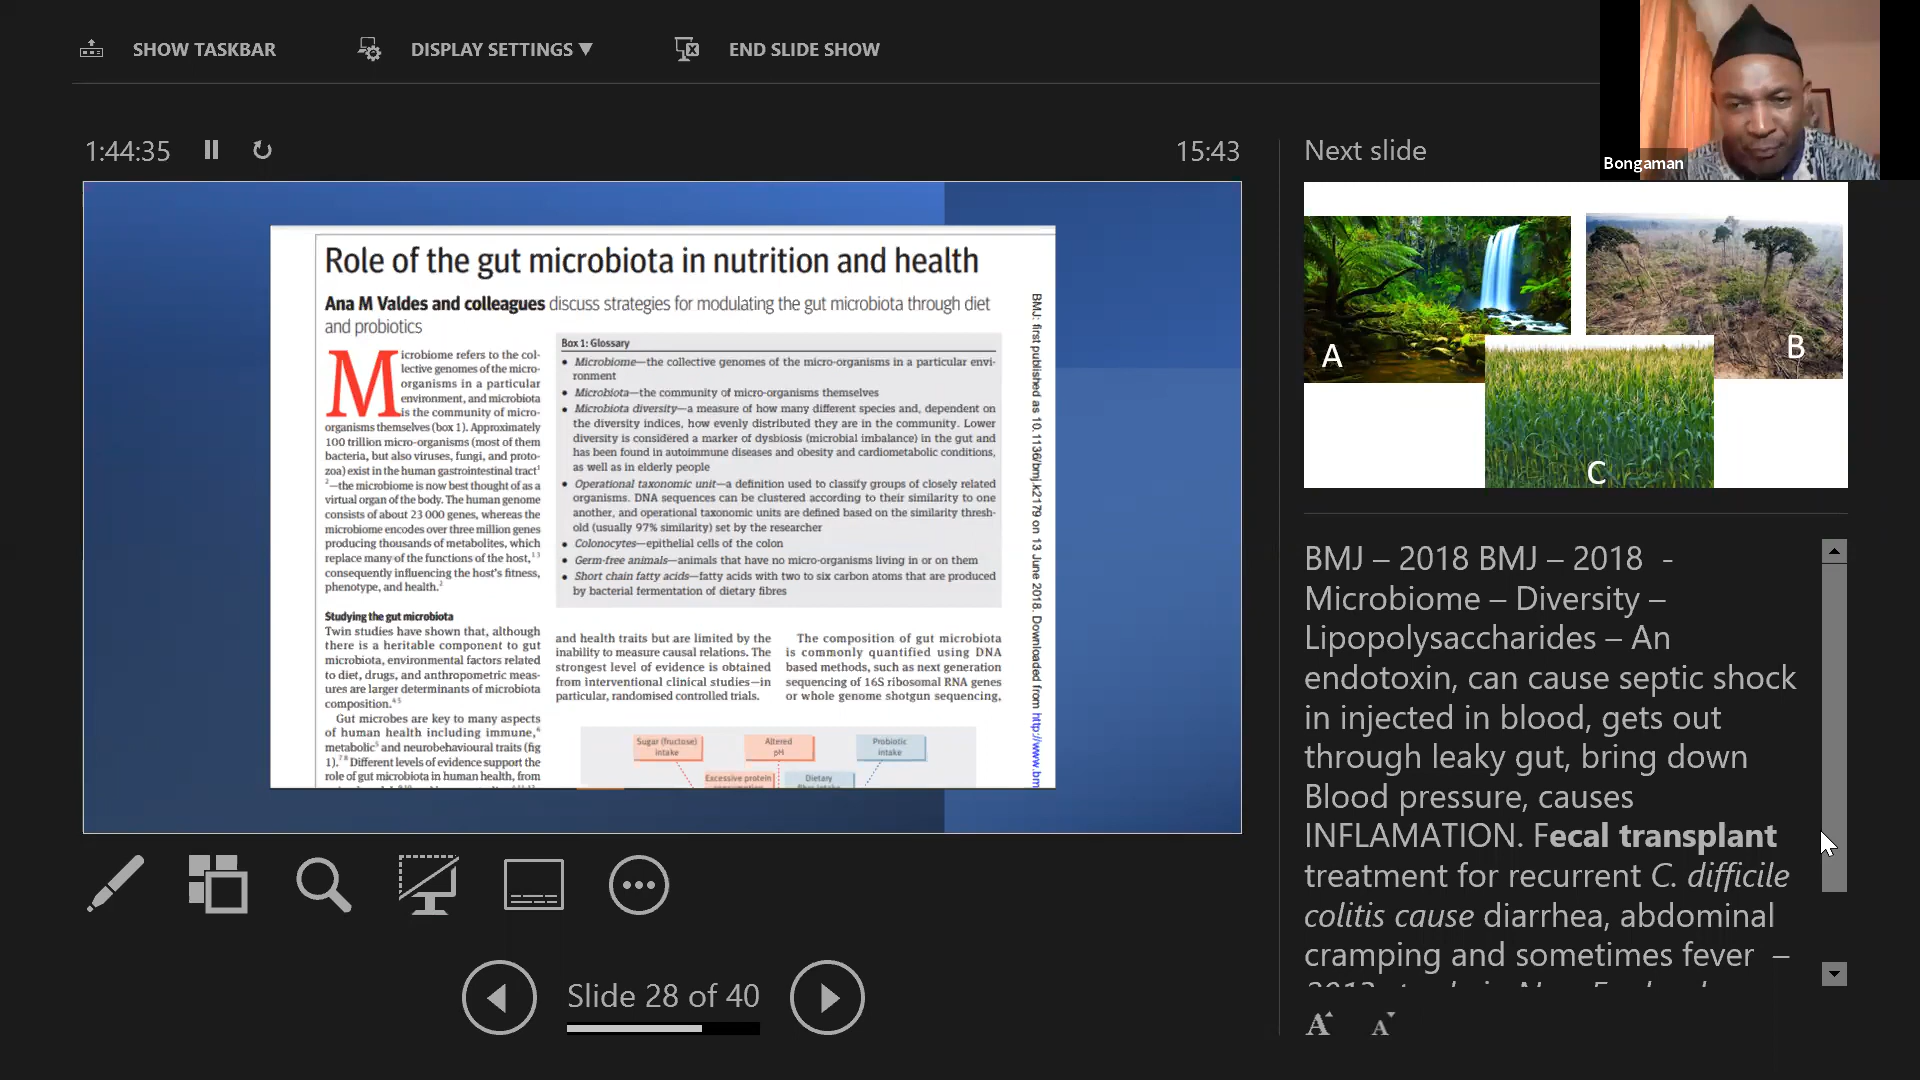 SHOW TASKBAR
DISPLAY SETTINGS ▼
END SLIDE SHOW
Bongaman
1:44:35
15:43
Next slide
Role of the gut microbiota in nutrition and health
Ana M Valdes and colleagues discuss strategies for modulating the gut microbiota through diet
and probiotics
Microbiome refers to the col-
lective genomes of the micro-
organisms in a particular
environment, and microbiota
is the community of micro-
organisms themselves (box 1). Approximately
100 trillion micro-organisms (most of them
bacteria, but also viruses, fungi, and proto-
zoa) exist in the human gastrointestinal tract1
2—the microbiome is now best thought of as a
virtual organ of the body. The human genome
consists of about 23 000 genes, whereas the
microbiome encodes over three million genes
producing thousands of metabolites, which
replace many of the functions of the host,1 3
consequently influencing the host's fitness,
phenotype, and health.2
Studying the gut microbiota
Twin studies have shown that, although
there is a heritable component to gut
microbiota, environmental factors related
to diet, drugs, and anthropometric meas-
ures are larger determinants of microbiota
composition.4 5
Gut microbes are key to many aspects
of human health including immune,6
metabolic5 and neurobehavioural traits (fig
1).7 8 Different levels of evidence support the
role of gut microbiota in human health, from
Box 1: Glossary
• Microbiome—the collective genomes of the micro-organisms in a particular envi-
ronment
• Microbiota—the community of micro-organisms themselves
• Microbiota diversity—a measure of how many different species and, dependent on
the diversity indices, how evenly distributed they are in the community. Lower
diversity is considered a marker of dysbiosis (microbial imbalance) in the gut and
has been found in autoimmune diseases and obesity and cardiometabolic conditions,
as well as in elderly people
• Operational taxonomic unit—a definition used to classify groups of closely related
organisms. DNA sequences can be clustered according to their similarity to one
another, and operational taxonomic units are defined based on the similarity thresh-
old (usually 97% similarity) set by the researcher
• Colonocytes—epithelial cells of the colon
• Germ-free animals—animals that have no micro-organisms living in or on them
• Short chain fatty acids—fatty acids with two to six carbon atoms that are produced
by bacterial fermentation of dietary fibres
and health traits but are limited by the
inability to measure causal relations. The
strongest level of evidence is obtained
from interventional clinical studies—in
particular, randomised controlled trials.
The composition of gut microbiota
is commonly quantified using DNA
based methods, such as next generation
sequencing of 16S ribosomal RNA genes
or whole genome shotgun sequencing,
Sugar (fructose)
intake
Altered
pH
Probiotic
intake
Excessive protein
Dietary
BMJ: first published as 10.1136/bmj.k2179 on 13 June 2018. Downloaded from http://www.bm
A
B
C
BMJ – 2018 BMJ – 2018 -
Microbiome – Diversity –
Lipopolysaccharides – An
endotoxin, can cause septic shock
in injected in blood, gets out
through leaky gut, bring down
Blood pressure, causes
INFLAMATION. Fecal transplant
treatment for recurrent C. difficile
colitis cause diarrhea, abdominal
cramping and sometimes fever –
Slide 28 of 40
A A